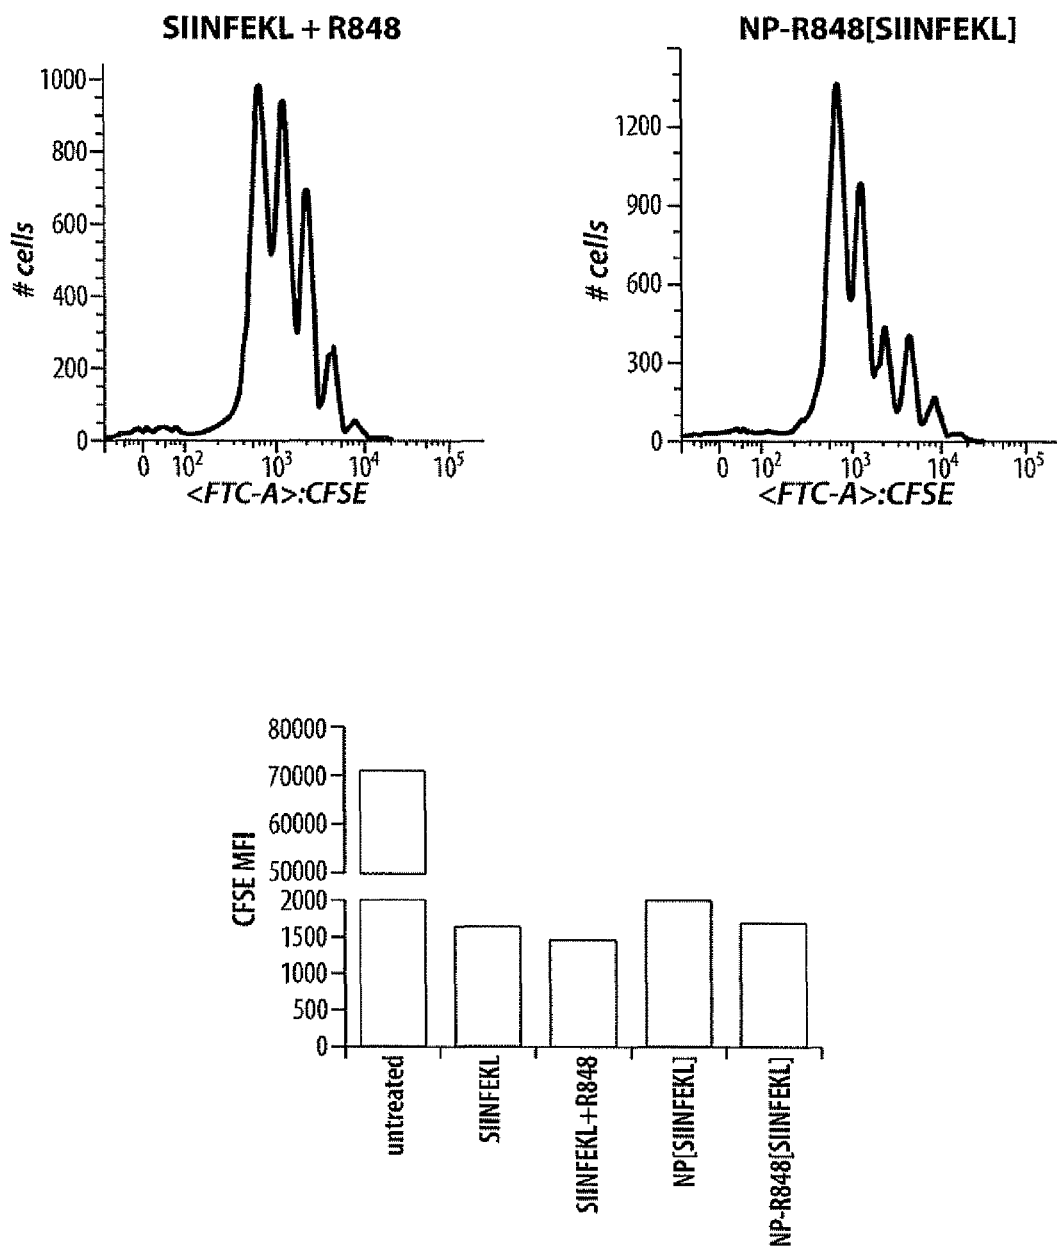 SIINFEKL + R848
1000
800
600
400
200
0
# cells
0 10² 10³ 10⁴ 10⁵
<FTC-A>:CFSE
NP-R848[SIINFEKL]
1200
900
600
300
0
# cells
0 10² 10³ 10⁴ 10⁵
<FTC-A>:CFSE
CFSE MFI
80000
70000
60000
50000
2000
1500
1000
500
0
untreated
SIINFEKL
SIINFEKL+R848
NP[SIINFEKL]
NP-R848[SIINFEKL]